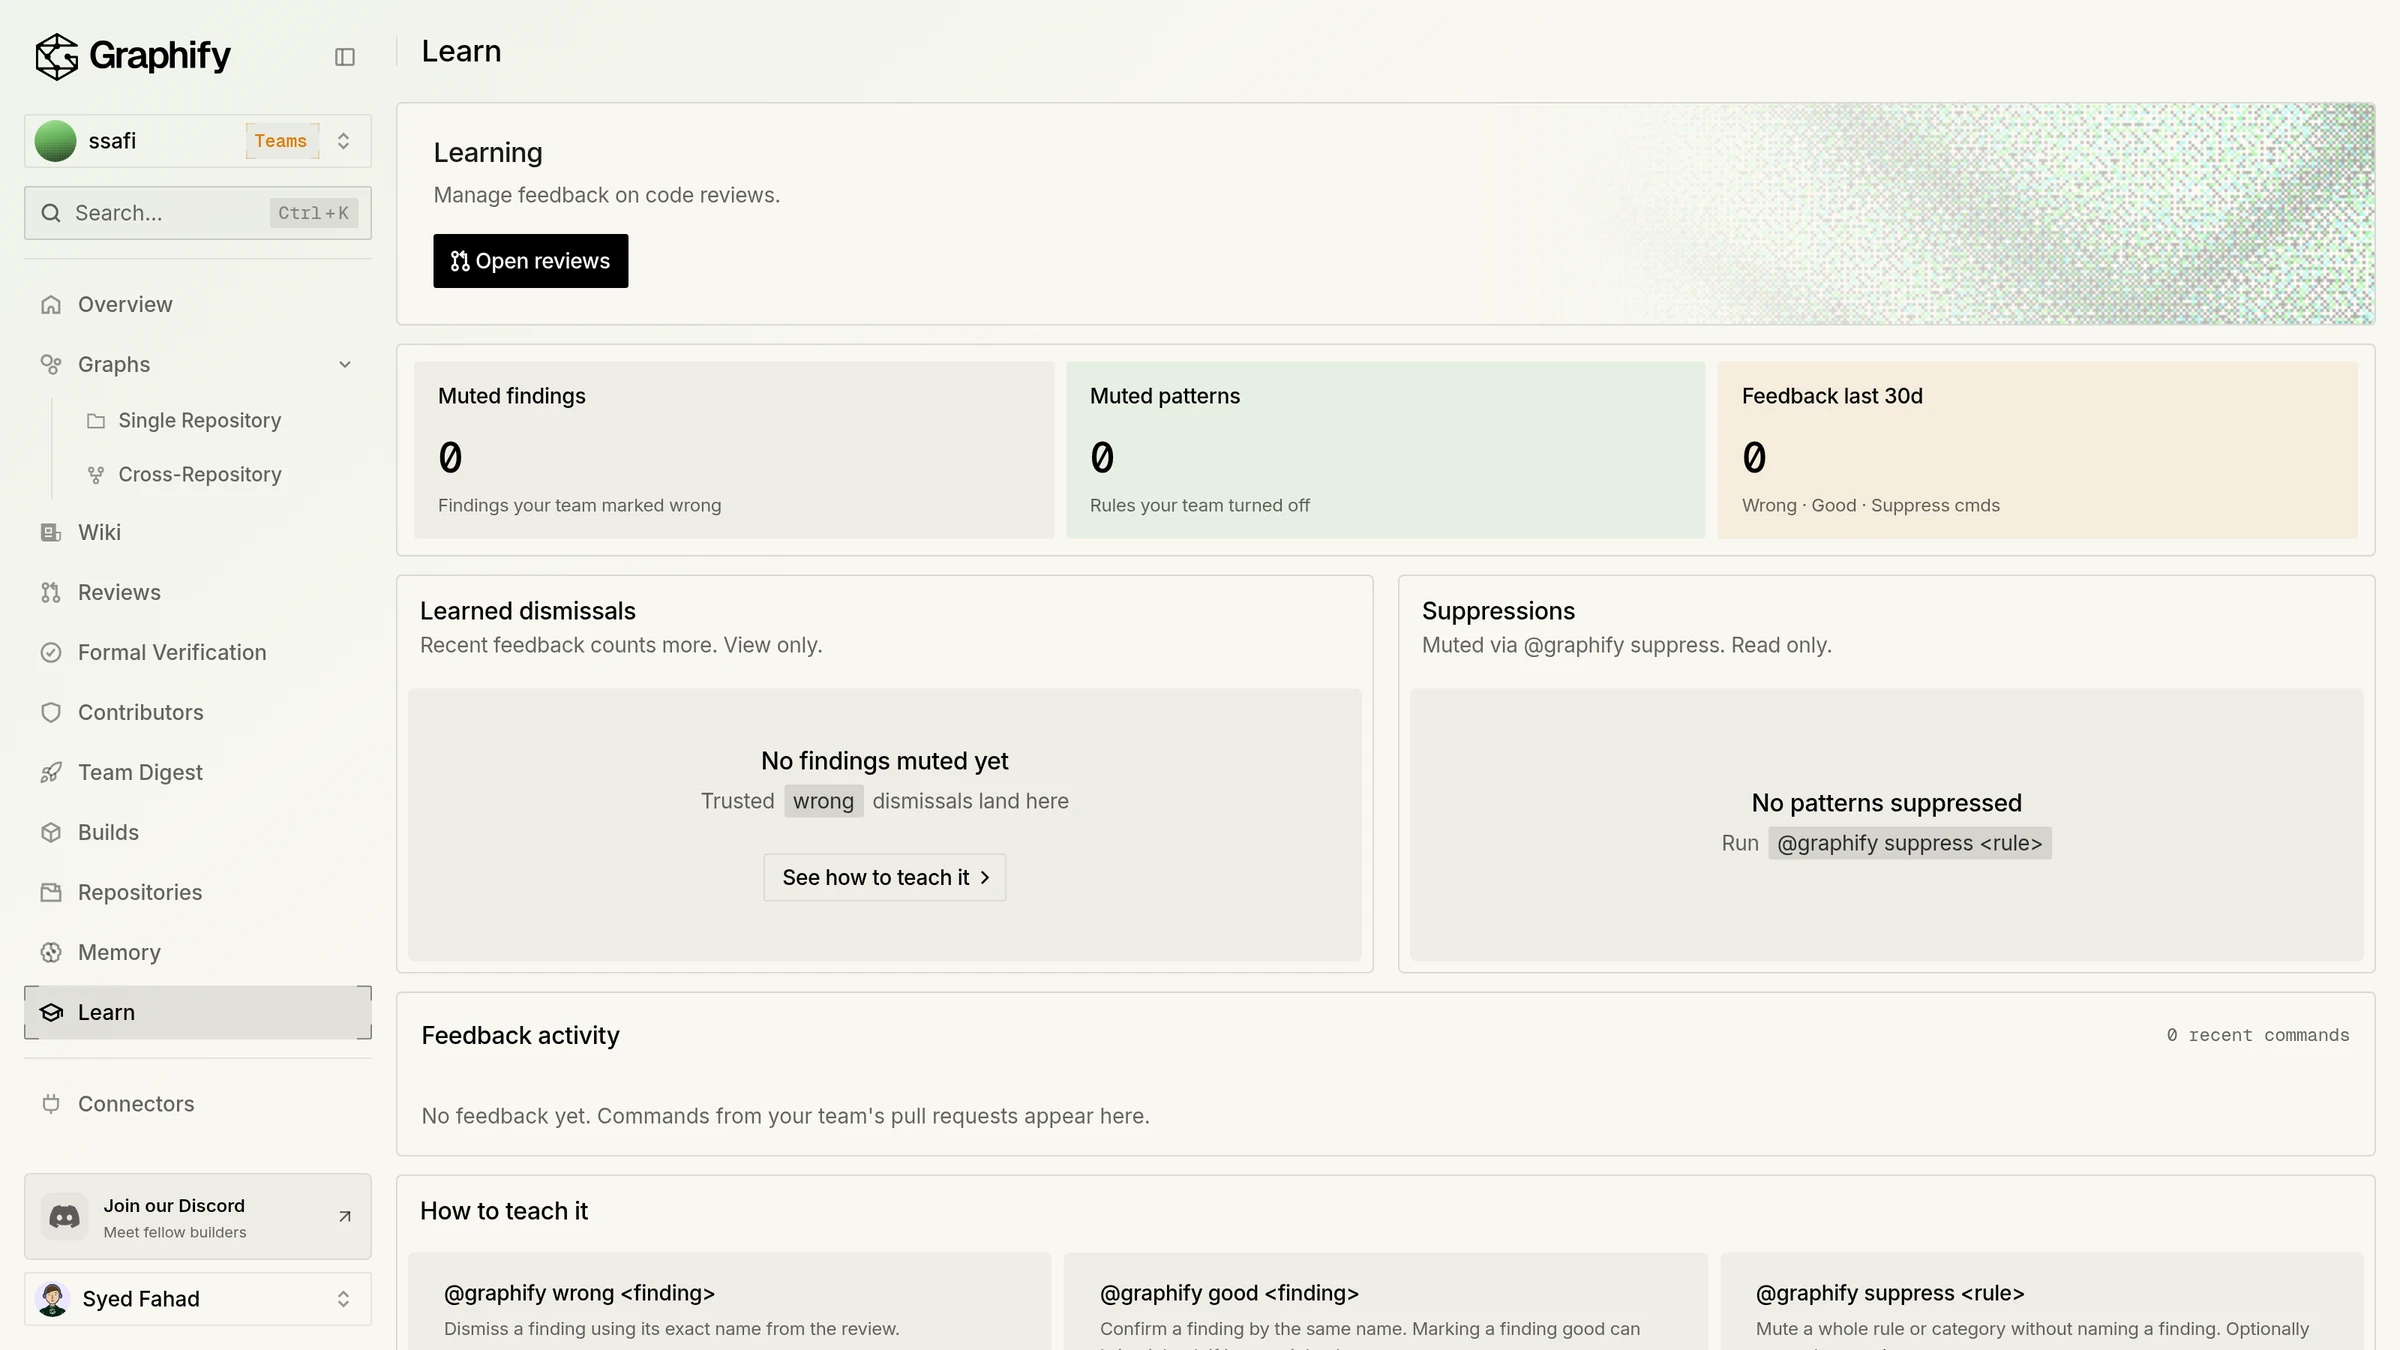 Graphify
ssafi
Teams
Search...
Ctrl+K
Overview
Graphs
Single Repository
Cross-Repository
Wiki
Reviews
Formal Verification
Contributors
Team Digest
Builds
Repositories
Memory
Learn
Connectors
Join our Discord
Meet fellow builders
Syed Fahad
Learn
Learning
Manage feedback on code reviews.
Open reviews
Muted findings
0
Findings your team marked wrong
Muted patterns
0
Rules your team turned off
Feedback last 30d
0
Wrong · Good · Suppress cmds
Learned dismissals
Recent feedback counts more. View only.
No findings muted yet
Trusted wrong dismissals land here
See how to teach it
Suppressions
Muted via @graphify suppress. Read only.
No patterns suppressed
Run @graphify suppress <rule>
Feedback activity
0 recent commands
No feedback yet. Commands from your team's pull requests appear here.
How to teach it
@graphify wrong <finding>
Dismiss a finding using its exact name from the review.
@graphify good <finding>
Confirm a finding by the same name. Marking a finding good can
@graphify suppress <rule>
Mute a whole rule or category without naming a finding. Optionally